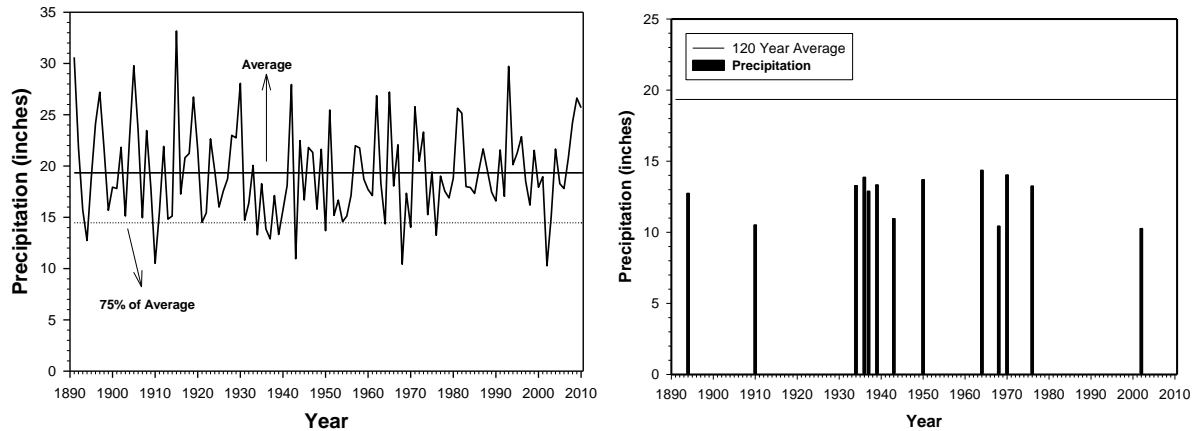 35
30
25
20
15
10
5
0
Precipitation (inches)
Average
75% of Average
1890 1900 1910 1920 1930 1940 1950 1960 1970 1980 1990 2000 2010
Year
25
20
15
10
5
0
Precipitation (inches)
120 Year Average
Precipitation
1890 1900 1910 1920 1930 1940 1950 1960 1970 1980 1990 2000 2010
Year